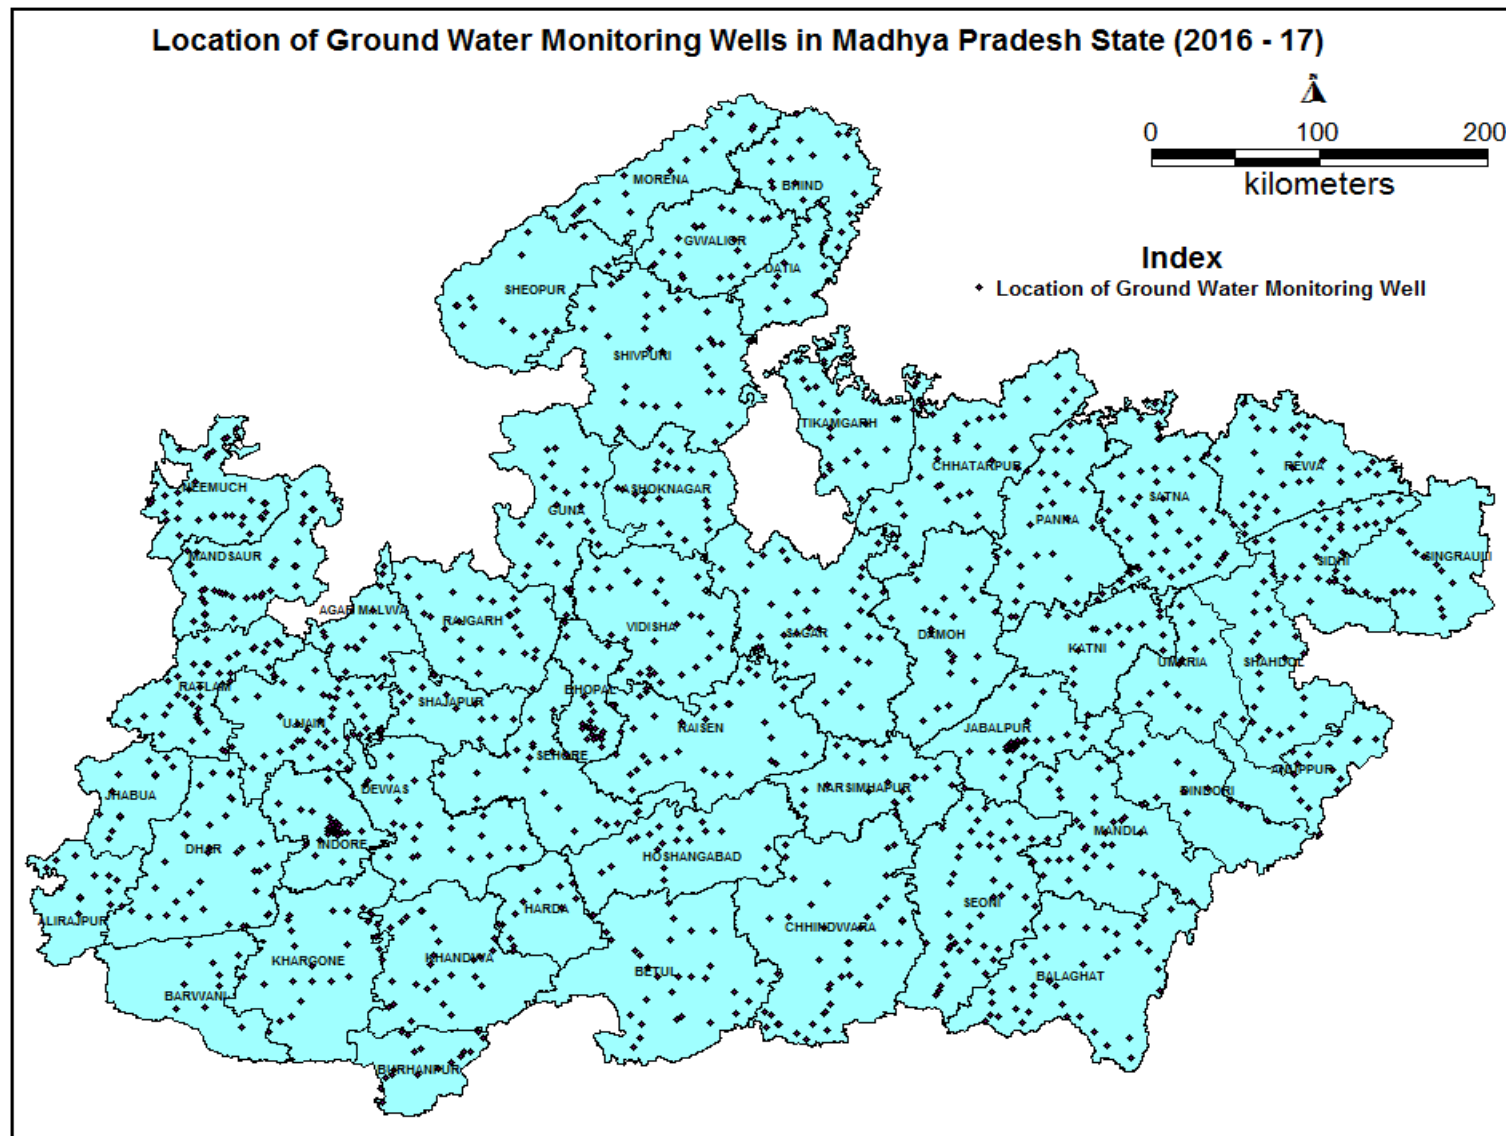 Location of Ground Water Monitoring Wells in Madhya Pradesh State (2016 - 17)
N
0 100 200
kilometers
Index
Location of Ground Water Monitoring Well
MORENA
BHIND
GWALIOR
DATIA
SHEOPUR
SHIVPURI
TIKAMGARH
CHHATARPUR
REWA
NEEMUCH
ASHOKNAGAR
SATNA
GUNA
PANNA
MANDSAUR
SIDHI
SINGRAULI
AGAR MALWA
RAJGARH
VIDISHA
SAGAR
DAMOH
KATNI
UMARIA
SHAHDOL
RATLAM
BHOPAL
SHAJAPUR
UJJAIN
RAISEN
JABALPUR
SEHORE
ANUPPUR
JHABUA
DEWAS
NARSIMHAPUR
DINDORI
MANDLA
DHAR
INDORE
HOSHANGABAD
SEONI
HARDA
ALIRAJPUR
CHHINDWARA
KHARGONE
KHANDWA
BETUL
BALAGHAT
BARWANI
BURHANPUR